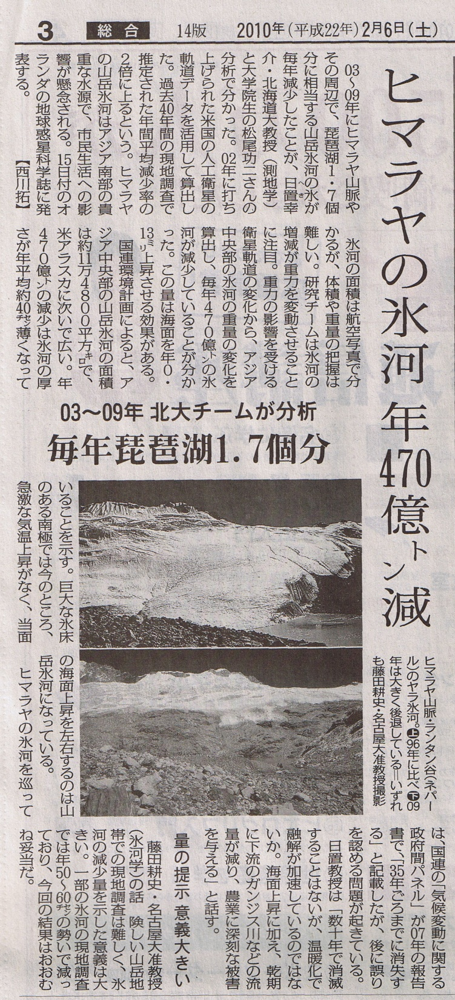 3 総合 14版 2010年(平成22年)2月6日(土)
ヒマラヤの氷河 年470億トン減
03〜09年にヒマラヤ山脈や
その周辺で、琵琶湖1・7個
分に相当する山岳氷河の氷が
毎年減少したことが、日置幸
へき
介・北海道大教授(測地学)
と大学院生の松尾功二さんの
分析で分かった。02年に打ち
上げられた米国の人工衛星の
軌道データを活用して算出し
た。過去40年間の現地調査で
推定された年間平均減少率の
2倍に上るという。ヒマラヤ
の山岳氷河はアジア南部の貴
重な水源で、市民生活への影
響が懸念される。15日付のオ
ランダの地球惑星科学誌に発
表する。【西川拓】
氷河の面積は航空写真で分
かるが、体積や重量の把握は
難しい。研究チームは氷河の
増減が重力を変動させること
に注目。重力の影響を受ける
衛星軌道の変化から、アジア
中央部の氷河の重量の変化を
算出し、毎年470億㌧の氷
河が減少していることが分か
った。この量は海面を年0・
13㍉上昇させる効果がある。
国連環境計画によると、ア
ジア中央部の山岳氷河の面積
は約11万4800平方㌔で、
米アラスカに次いで広い。年
470億㌧の減少は氷河の厚
さが年平均約40㌢薄くなって
03〜09年 北大チームが分析
毎年琵琶湖1.7個分
いることを示す。巨大な氷床
のある南極では今のところ、
急激な気温上昇がなく、当面
の海面上昇を左右するのは山
岳氷河になっている。
ヒマラヤの氷河を巡って
ヒマラヤ山脈・ランタン谷(ネパー
ル)のヤラ氷河。上96年に比べ下09
年は大きく後退している=いずれ
も藤田耕史・名古屋大准教授撮影
は、国連の「気候変動に関する
政府間パネル」が07年の報告
書で、「35年ごろまでに消失す
る」と記載したが、後に誤り
を認める問題が起きている。
日置教授は「数十年で消滅
することはないが、温暖化で
融解が加速しているのではな
いか。海面上昇に加え、乾期
に下流のガンジス川などの流
量が減り、農業に深刻な被害
を与える」と話す。
量の提示 意義大きい
藤田耕史・名古屋大准教授
(氷河学)の話 険しい山岳地
帯での現地調査は難しく、氷
河の減少量を示した意義は大
きい。一部の氷河の現地調査
では年50〜60㌢の勢いで減っ
ており、今回の結果はおおむ
ね妥当だ。